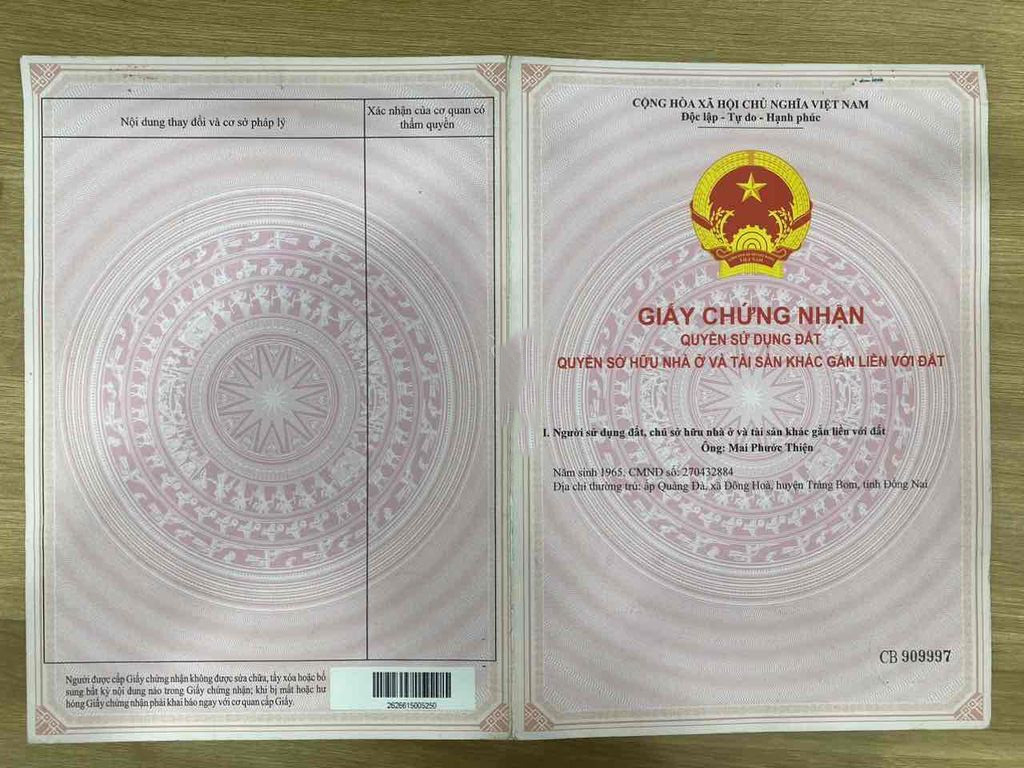 Nội dung thay đổi và cơ sở pháp lý
Xác nhận của cơ quan có
thẩm quyền
Người được cấp Giấy chứng nhận không được sửa chữa, tẩy xóa hoặc bổ
sung bất kỳ nội dung nào trong Giấy chứng nhận; khi bị mất hoặc hư
hỏng Giấy chứng nhận phải khai báo ngay với cơ quan cấp Giấy.
2626615005250
CỘNG HÒA XÃ HỘI CHỦ NGHĨA VIỆT NAM
Độc lập - Tự do - Hạnh phúc
VIỆT NAM
GIẤY CHỨNG NHẬN
QUYỀN SỬ DỤNG ĐẤT
QUYỀN SỞ HỮU NHÀ Ở VÀ TÀI SẢN KHÁC GẮN LIỀN VỚI ĐẤT
I. Người sử dụng đất, chủ sở hữu nhà ở và tài sản khác gắn liền với đất
Ông: Mai Phước Thiện
Năm sinh 1965, CMND số: 270432884
Địa chỉ thường trú: ấp Quảng Đà, xã Đông Hoà, huyện Trảng Bom, tỉnh Đồng Nai
CB 909997